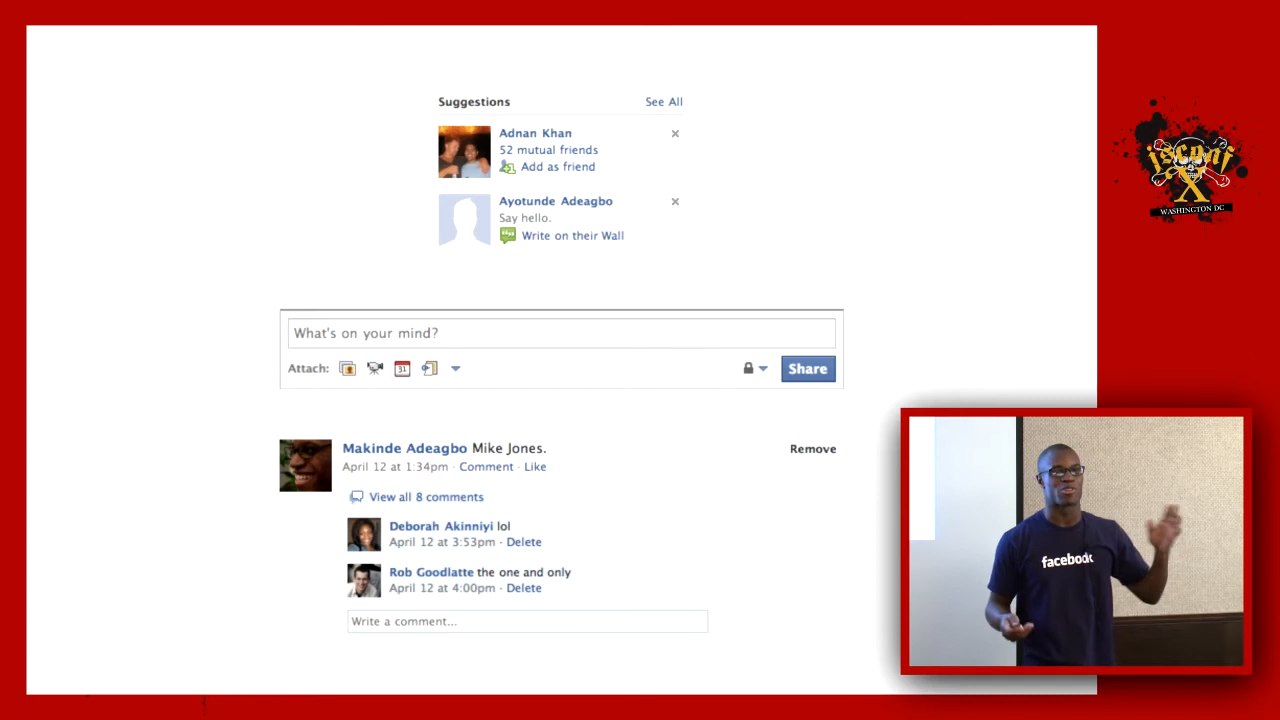 Suggestions See All
Adnan Khan
52 mutual friends
Add as friend
Ayotunde Adeagbo
Say hello.
Write on their Wall
What's on your mind?
Attach: 31 Share
Makinde Adeagbo Mike Jones. Remove
April 12 at 1:34pm · Comment · Like
View all 8 comments
Deborah Akinniyi lol
April 12 at 3:53pm · Delete
Rob Goodlatte the one and only
April 12 at 4:00pm · Delete
Write a comment...
jsconf
X
WASHINGTON DC
facebook